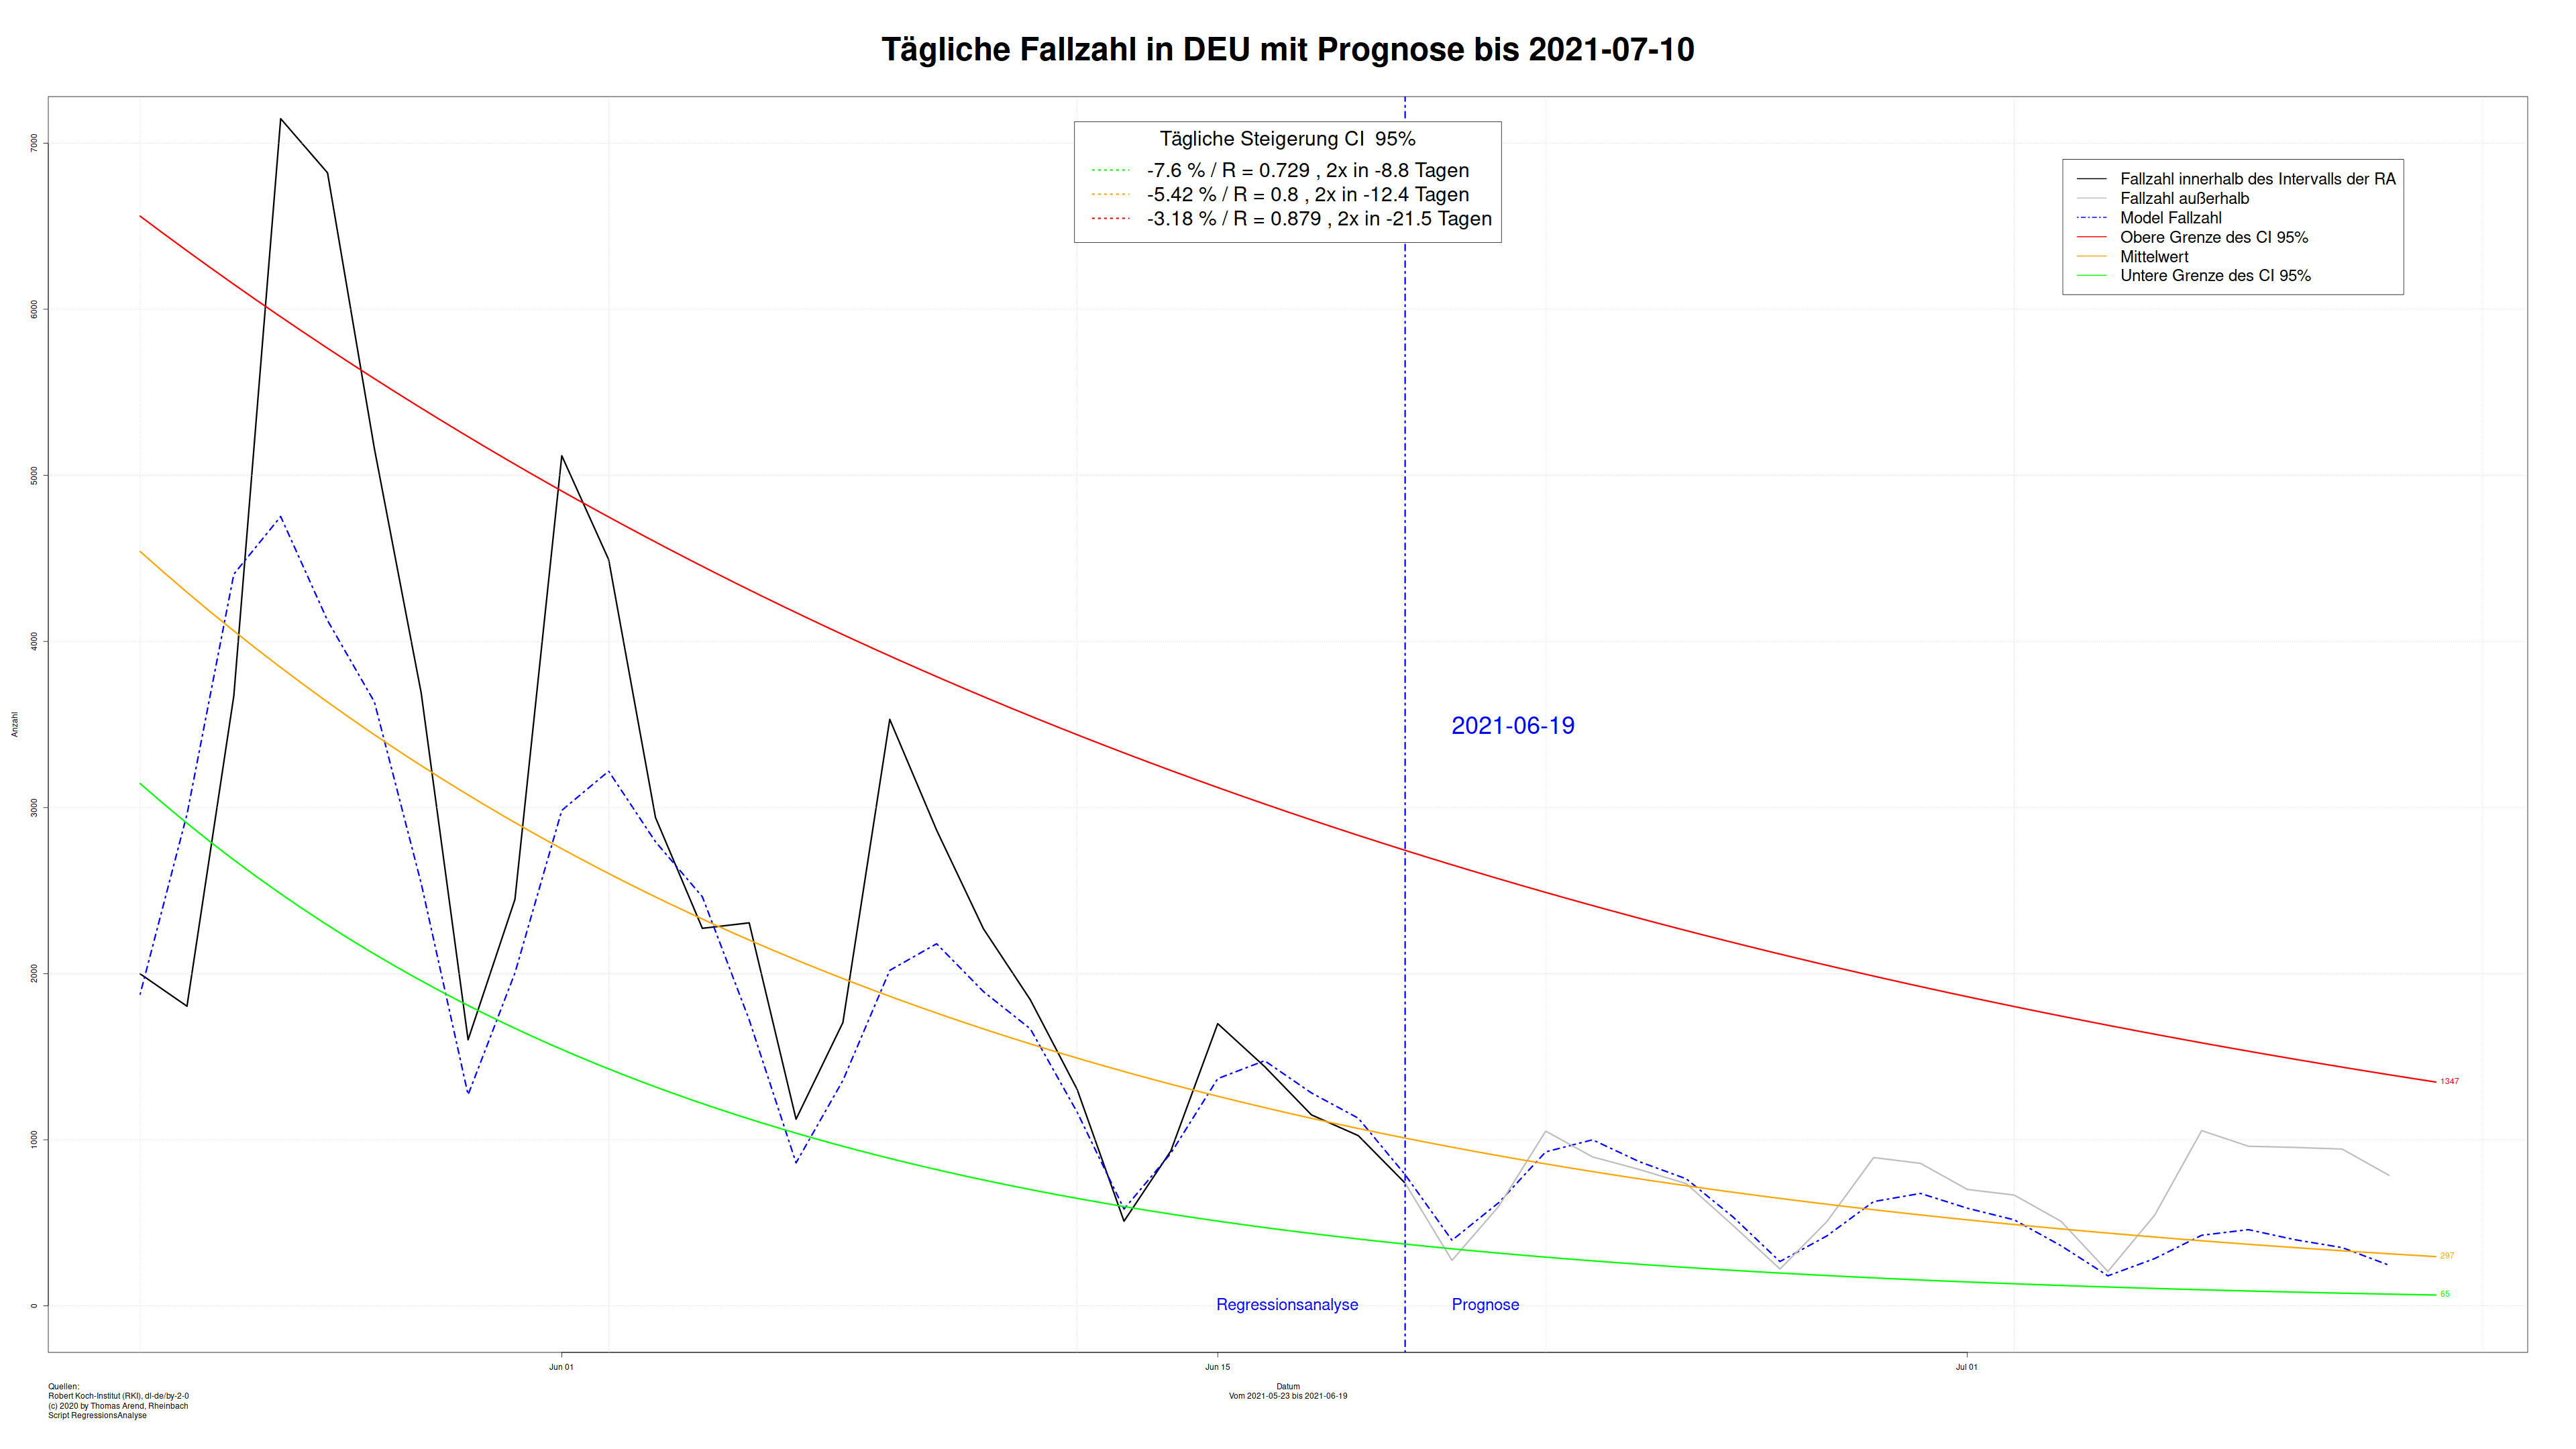 Tägliche Fallzahl in DEU mit Prognose bis 2021-07-10
Tägliche Steigerung CI  95%
-7.6 % / R = 0.729 , 2x in -8.8 Tagen
-5.42 % / R = 0.8 , 2x in -12.4 Tagen
-3.18 % / R = 0.879 , 2x in -21.5 Tagen
Fallzahl innerhalb des Intervalls der RA
Fallzahl außerhalb
Model Fallzahl
Obere Grenze des CI 95%
Mittelwert
Untere Grenze des CI 95%
7000
6000
5000
4000
3000
2000
1000
0
Anzahl
2021-06-19
1347
297
65
Regressionsanalyse
Prognose
Jun 01
Jun 15
Jul 01
Datum
Vom 2021-05-23 bis 2021-06-19
Quellen:
Robert Koch-Institut (RKI), dl-de/by-2-0
(c) 2020 by Thomas Arend, Rheinbach
Script RegressionsAnalyse